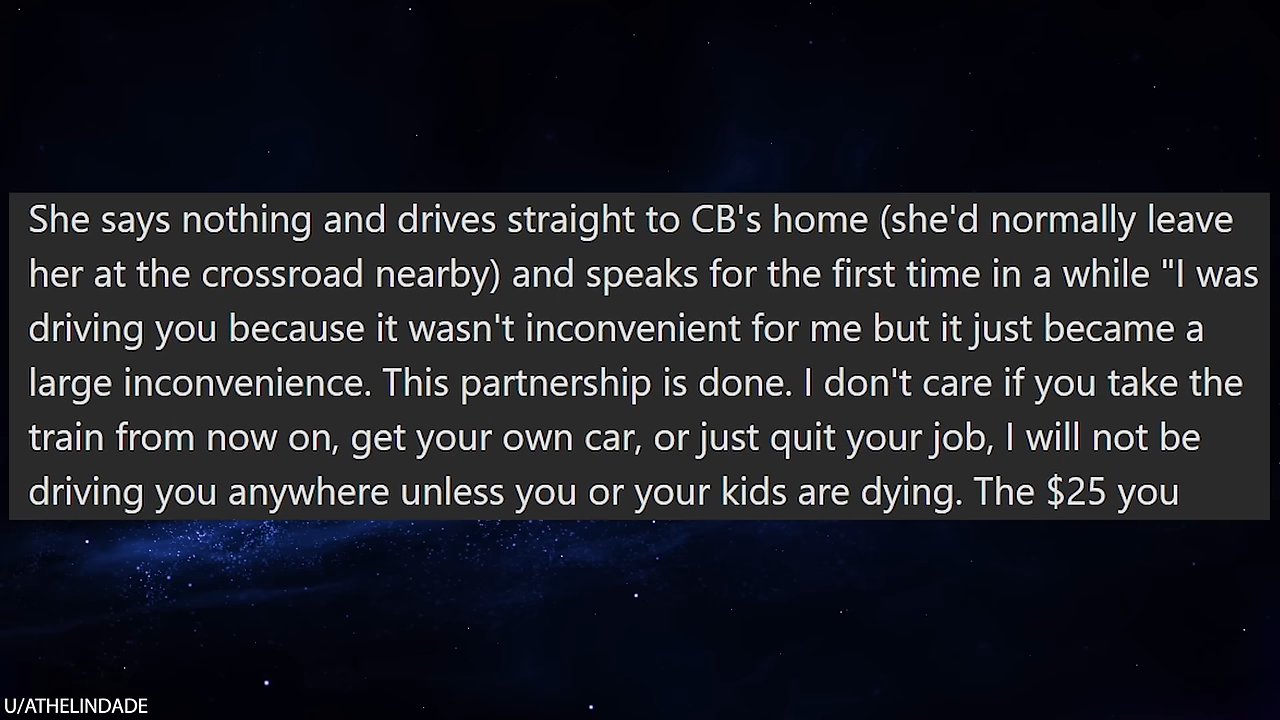 She says nothing and drives straight to CB's home (she'd normally leave
her at the crossroad nearby) and speaks for the first time in a while "I was
driving you because it wasn't inconvenient for me but it just became a
large inconvenience. This partnership is done. I don't care if you take the
train from now on, get your own car, or just quit your job, I will not be
driving you anywhere unless you or your kids are dying. The $25 you
U/ATHELINDADE